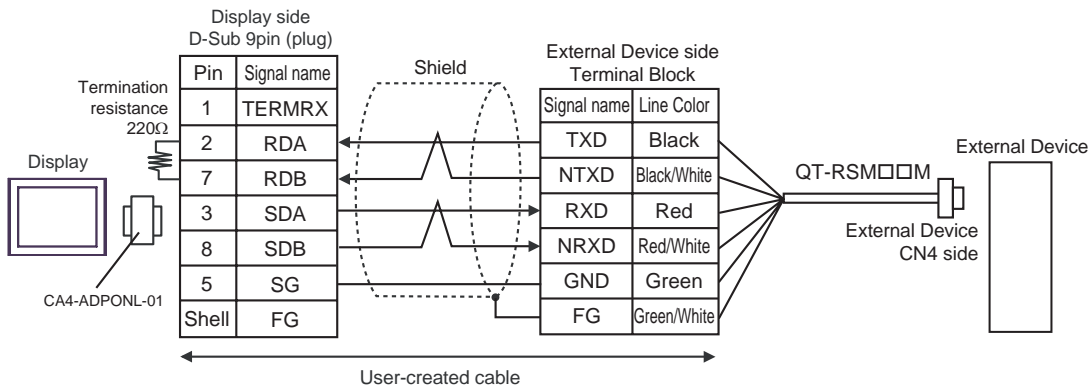 Display side
D-Sub 9pin (plug)
Pin Signal name
1 TERMRX
2 RDA
7 RDB
3 SDA
8 SDB
5 SG
Shell FG
Termination
resistance
220Ω
Display
CA4-ADPONL-01
Shield
External Device side
Terminal Block
Signal name Line Color
TXD Black
NTXD Black/White
RXD Red
NRXD Red/White
GND Green
FG Green/White
QT-RSM□□M
External Device
CN4 side
External Device
User-created cable